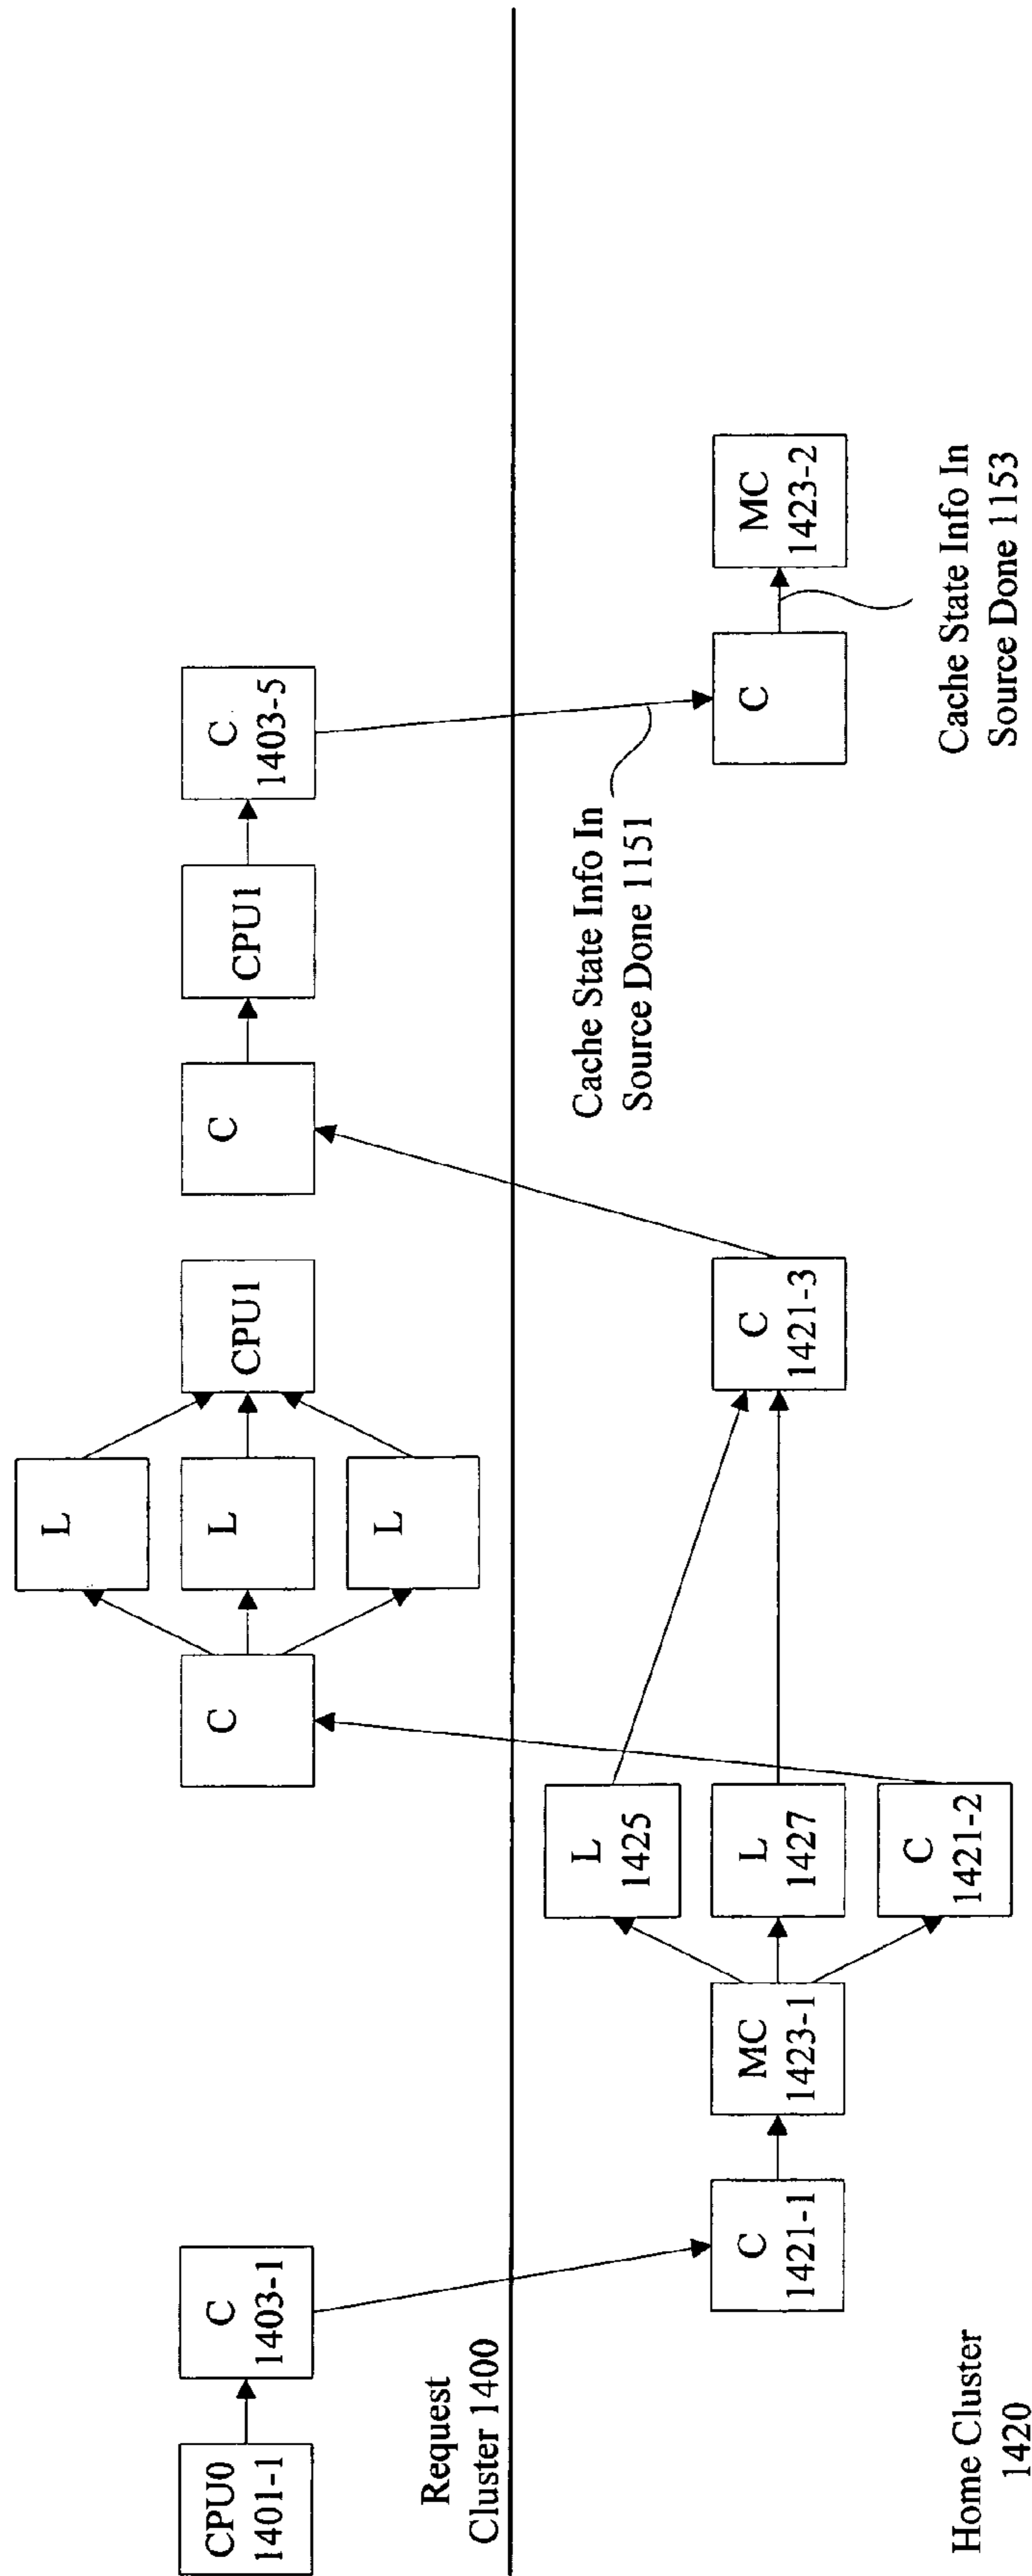 CPU0
1401-1
C
1403-1
Request
Cluster 1400
C
L
L
L
CPU1
C
CPU1
C
1403-5
C
1421-1
MC
1423-1
L
1425
L
1427
C
1421-2
C
1421-3
Cache State Info In
Source Done 1151
C
MC
1423-2
Cache State Info In
Source Done 1153
Home Cluster
1420